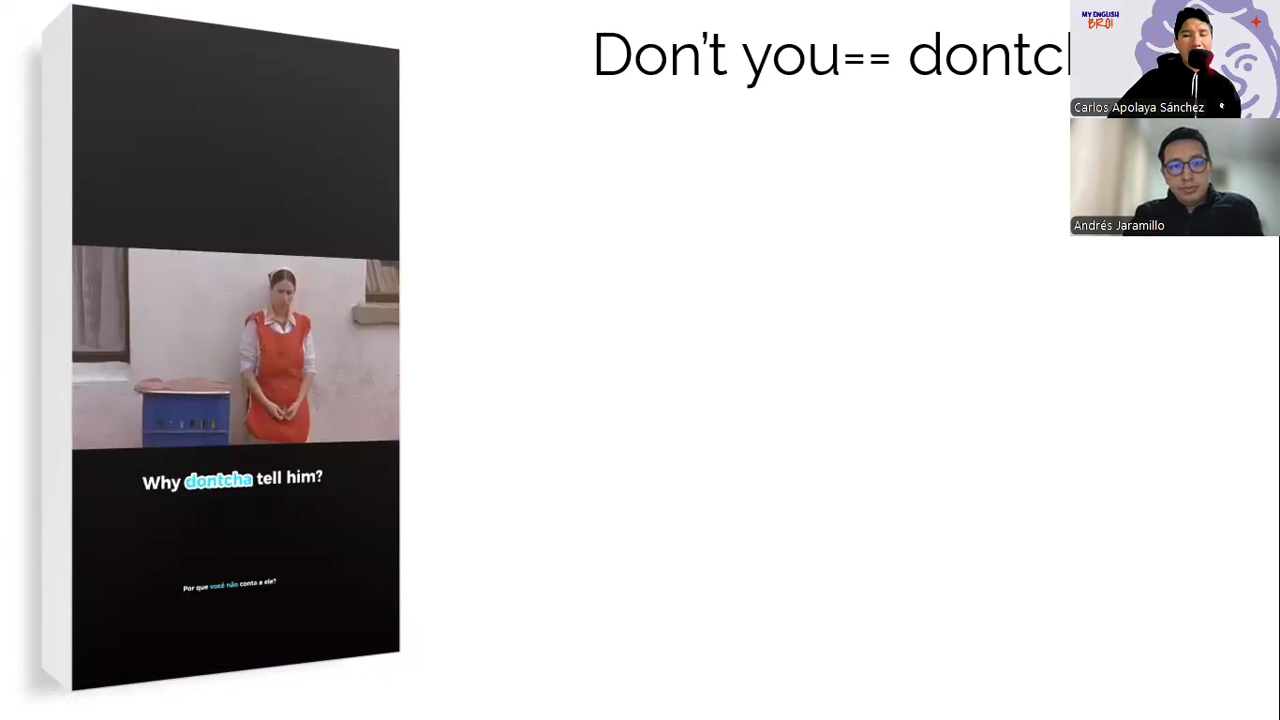 Don't you== dontch
MY ENGLISH
BRO!
Carlos Apolaya Sánchez
Andrés Jaramillo
Why dontcha tell him?
Por que você não conta a ele?